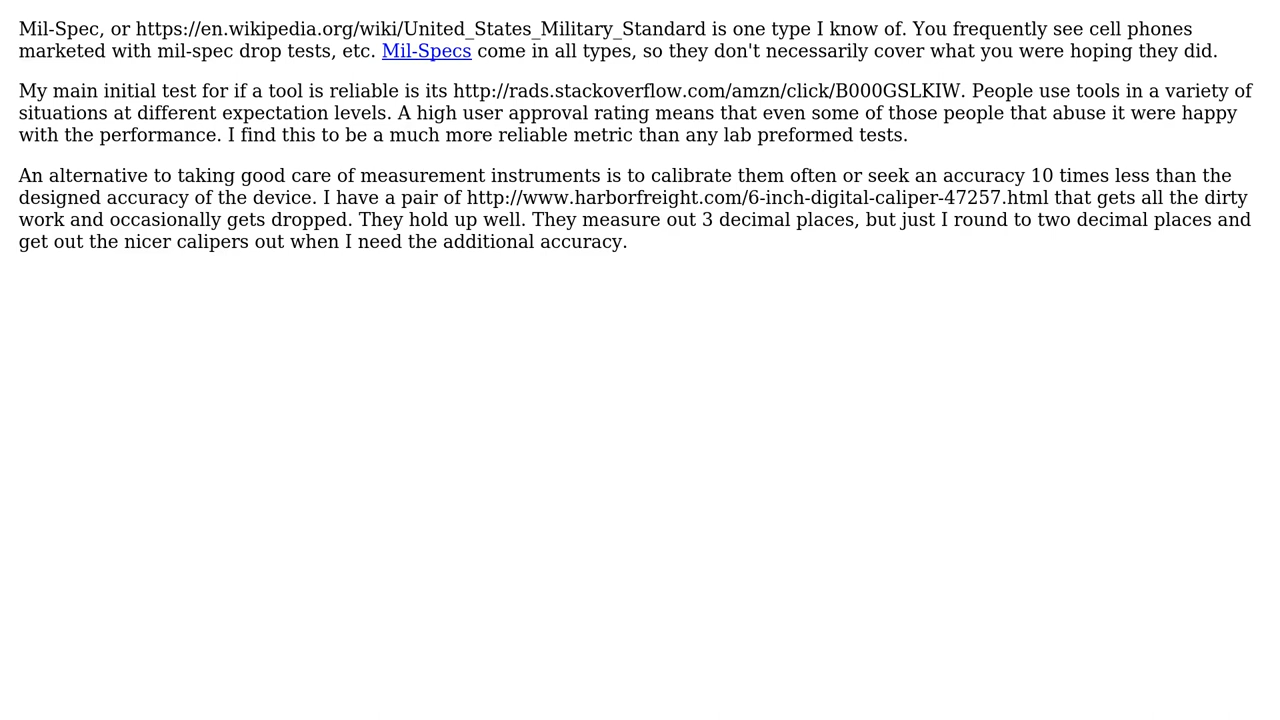 Mil-Spec, or https://en.wikipedia.org/wiki/United_States_Military_Standard is one type I know of. You frequently see cell phones
marketed with mil-spec drop tests, etc. Mil-Specs come in all types, so they don't necessarily cover what you were hoping they did.
My main initial test for if a tool is reliable is its http://rads.stackoverflow.com/amzn/click/B000GSLKIW. People use tools in a variety of
situations at different expectation levels. A high user approval rating means that even some of those people that abuse it were happy
with the performance. I find this to be a much more reliable metric than any lab preformed tests.
An alternative to taking good care of measurement instruments is to calibrate them often or seek an accuracy 10 times less than the
designed accuracy of the device. I have a pair of http://www.harborfreight.com/6-inch-digital-caliper-47257.html that gets all the dirty
work and occasionally gets dropped. They hold up well. They measure out 3 decimal places, but just I round to two decimal places and
get out the nicer calipers out when I need the additional accuracy.